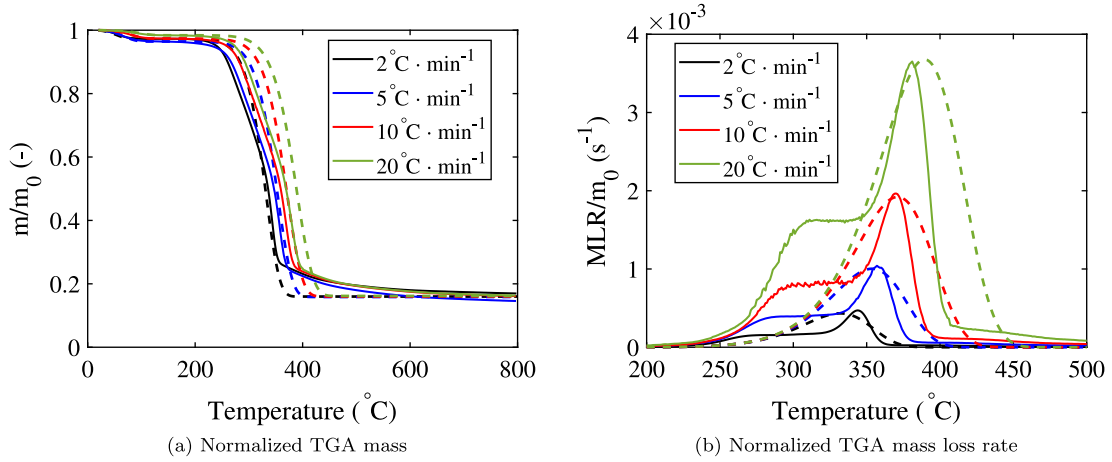 1
0.8
0.6
0.4
0.2
0
0 200 400 600 800
m/m0 (-)
Temperature (°C)
2°C · min-1
5°C · min-1
10°C · min-1
20°C · min-1
(a) Normalized TGA mass
×10-3
4
3
2
1
0
200 250 300 350 400 450 500
MLR/m0 (s-1)
Temperature (°C)
2°C · min-1
5°C · min-1
10°C · min-1
20°C · min-1
(b) Normalized TGA mass loss rate